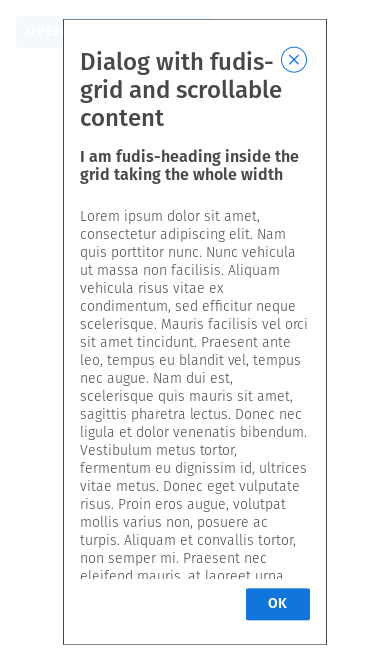 OPEN
Dialog with fudis-
grid and scrollable
content
I am fudis-heading inside the
grid taking the whole width
Lorem ipsum dolor sit amet,
consectetur adipiscing elit. Nam
quis porttitor nunc. Nunc vehicula
ut massa non facilisis. Aliquam
vehicula risus vitae ex
condimentum, sed efficitur neque
scelerisque. Mauris facilisis vel orci
sit amet tincidunt. Praesent ante
leo, tempus eu blandit vel, tempus
nec augue. Nam dui est,
scelerisque quis mauris sit amet,
sagittis pharetra lectus. Donec nec
ligula et dolor venenatis bibendum.
Vestibulum metus tortor,
fermentum eu dignissim id, ultrices
vitae metus. Donec eget vulputate
risus. Proin eros augue, volutpat
mollis varius non, posuere ac
turpis. Aliquam et convallis tortor,
non semper mi. Praesent nec
eleifend mauris, at laoreet urna
OK